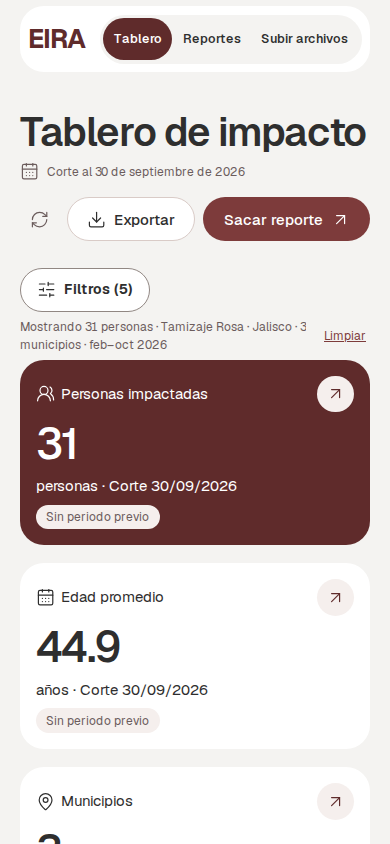 EIRA
Tablero
Reportes
Subir archivos
Tablero de impacto
Corte al 30 de septiembre de 2026
Exportar
Sacar reporte
Filtros (5)
Mostrando 31 personas · Tamizaje Rosa · Jalisco · 3
municipios · feb–oct 2026
Limpiar
Personas impactadas
31
personas · Corte 30/09/2026
Sin periodo previo
Edad promedio
44.9
años · Corte 30/09/2026
Sin periodo previo
Municipios